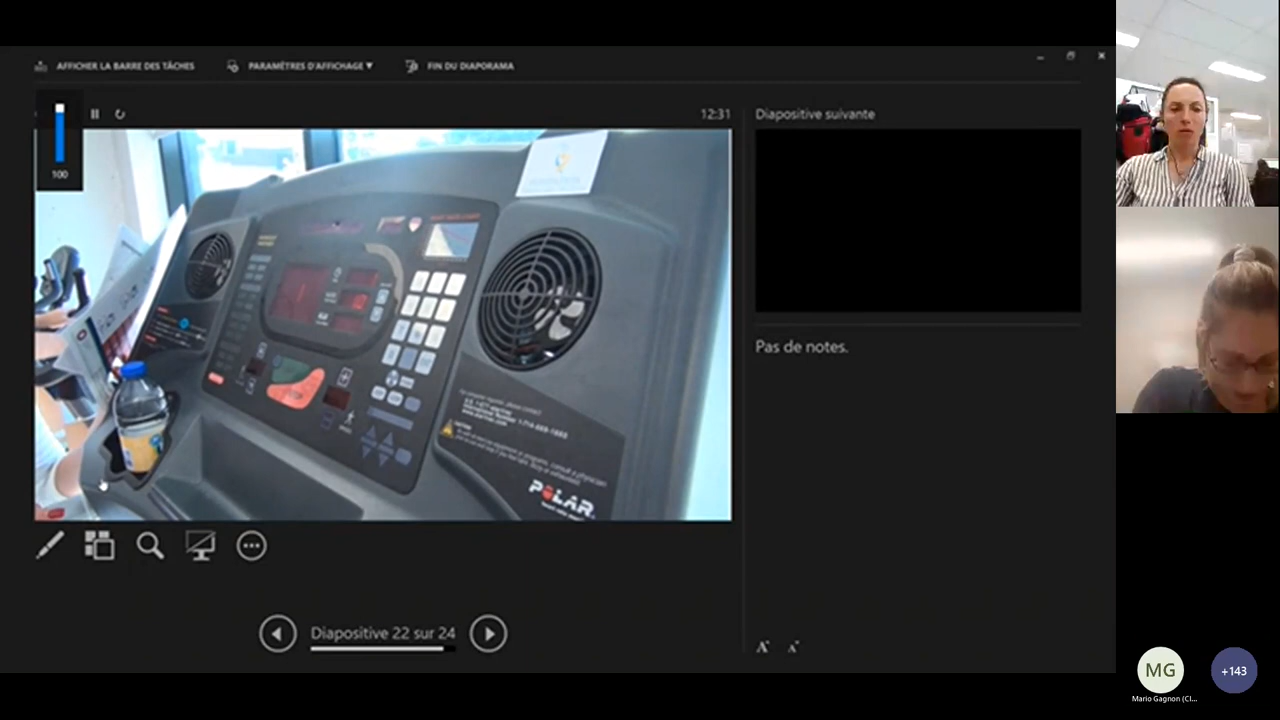 AFFICHER LA BARRE DES TÂCHES
PARAMÈTRES D'AFFICHAGE ▼
FIN DU DIAPORAMA
100
12:31
Diapositive suivante
Pas de notes.
POLAR
Diapositive 22 sur 24
A A
MG
+143
Mario Gagnon (Cl...